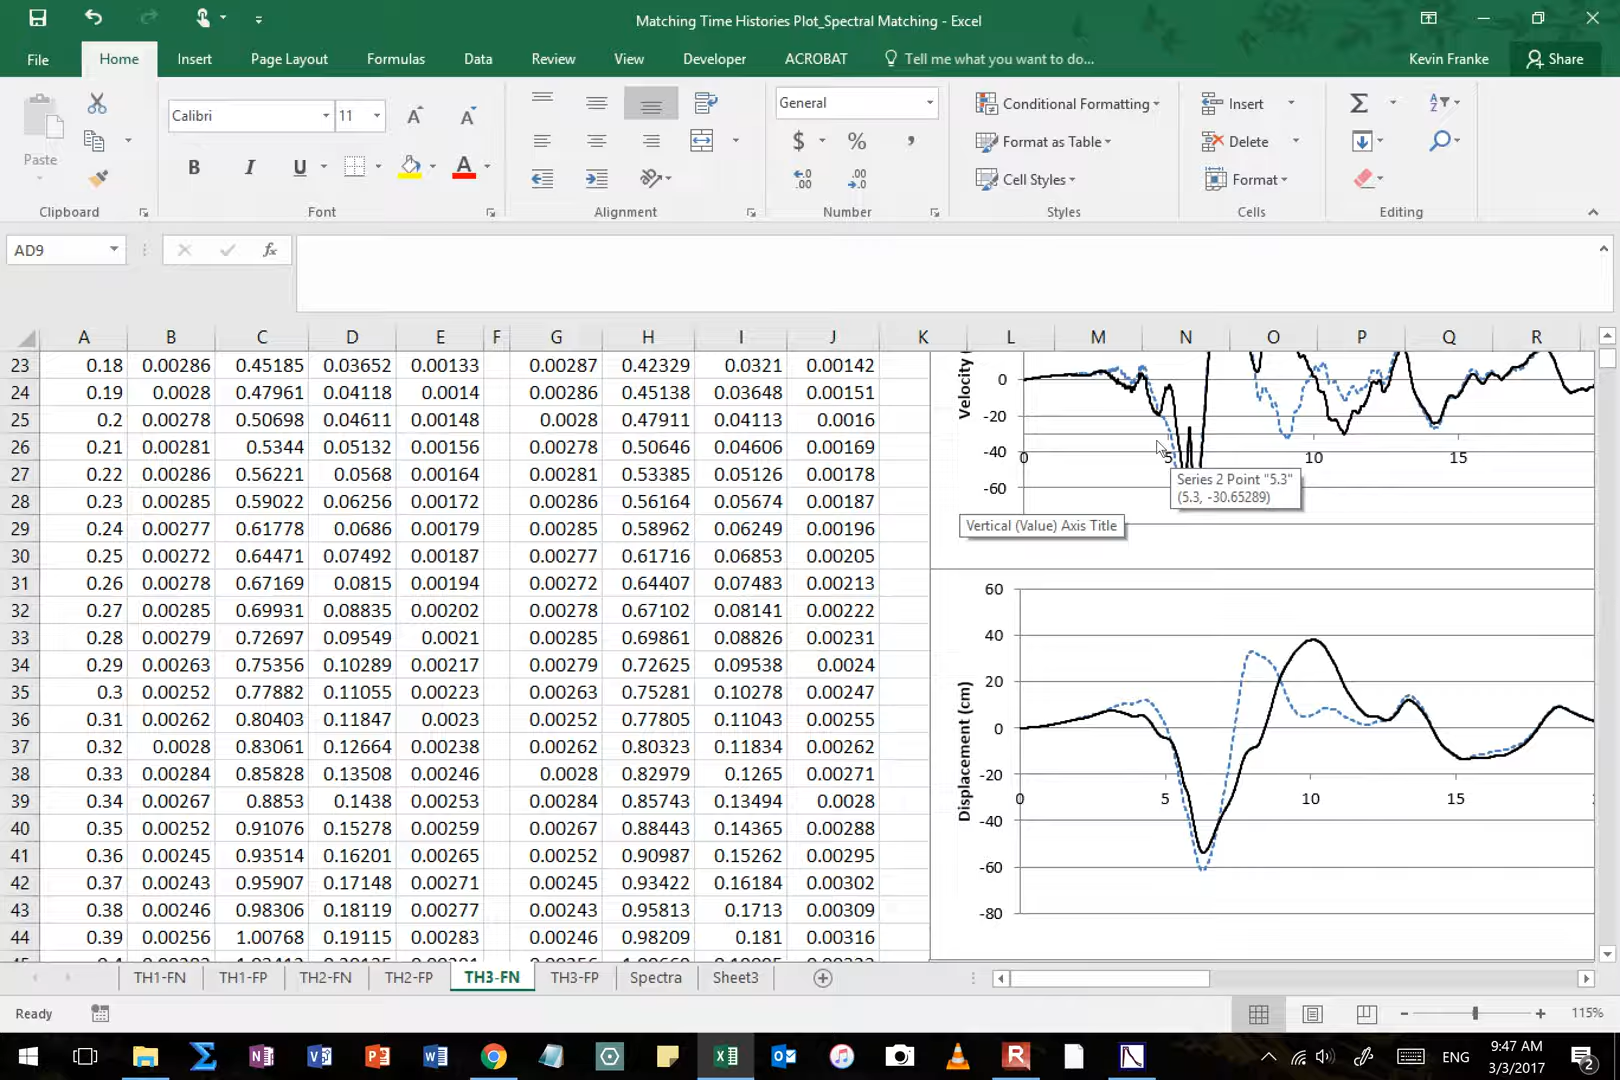 Matching Time Histories Plot_Spectral Matching - Excel
File Home Insert Page Layout Formulas Data Review View Developer ACROBAT Tell me what you want to do... Kevin Franke Share
Paste
Calibri 11
B I U A A A
General
$ % ,
.0 .00
.00 .0
Conditional Formatting
Format as Table
Cell Styles
Insert
Delete
Format
Σ
A
Z
Clipboard Font Alignment Number Styles Cells Editing
AD9 fx
A B C D E F G H I J K L M N O P Q R
23 0.18 0.00286 0.45185 0.03652 0.00133 0.00287 0.42329 0.0321 0.00142
24 0.19 0.0028 0.47961 0.04118 0.0014 0.00286 0.45138 0.03648 0.00151
25 0.2 0.00278 0.50698 0.04611 0.00148 0.0028 0.47911 0.04113 0.0016
26 0.21 0.00281 0.5344 0.05132 0.00156 0.00278 0.50646 0.04606 0.00169
27 0.22 0.00286 0.56221 0.0568 0.00164 0.00281 0.53385 0.05126 0.00178
28 0.23 0.00285 0.59022 0.06256 0.00172 0.00286 0.56164 0.05674 0.00187
29 0.24 0.00277 0.61778 0.0686 0.00179 0.00285 0.58962 0.06249 0.00196
30 0.25 0.00272 0.64471 0.07492 0.00187 0.00277 0.61716 0.06853 0.00205
31 0.26 0.00278 0.67169 0.0815 0.00194 0.00272 0.64407 0.07483 0.00213
32 0.27 0.00285 0.69931 0.08835 0.00202 0.00278 0.67102 0.08141 0.00222
33 0.28 0.00279 0.72697 0.09549 0.0021 0.00285 0.69861 0.08826 0.00231
34 0.29 0.00263 0.75356 0.10289 0.00217 0.00279 0.72625 0.09538 0.0024
35 0.3 0.00252 0.77882 0.11055 0.00223 0.00263 0.75281 0.10278 0.00247
36 0.31 0.00262 0.80403 0.11847 0.0023 0.00252 0.77805 0.11043 0.00255
37 0.32 0.0028 0.83061 0.12664 0.00238 0.00262 0.80323 0.11834 0.00262
38 0.33 0.00284 0.85828 0.13508 0.00246 0.0028 0.82979 0.1265 0.00271
39 0.34 0.00267 0.8853 0.1438 0.00253 0.00284 0.85743 0.13494 0.0028
40 0.35 0.00252 0.91076 0.15278 0.00259 0.00267 0.88443 0.14365 0.00288
41 0.36 0.00245 0.93514 0.16201 0.00265 0.00252 0.90987 0.15262 0.00295
42 0.37 0.00243 0.95907 0.17148 0.00271 0.00245 0.93422 0.16184 0.00302
43 0.38 0.00246 0.98306 0.18119 0.00277 0.00243 0.95813 0.1713 0.00309
44 0.39 0.00256 1.00768 0.19115 0.00283 0.00246 0.98209 0.181 0.00316
Velocity
0
-20
-40
-60
0 5 10 15
Series 2 Point "5.3"
(5.3, -30.65289)
Vertical (Value) Axis Title
Displacement (cm)
60
40
20
0
-20
-40
-60
-80
0 5 10 15
TH1-FN TH1-FP TH2-FN TH2-FP TH3-FN TH3-FP Spectra Sheet3
Ready 115%
ENG 9:47 AM
3/3/2017
2